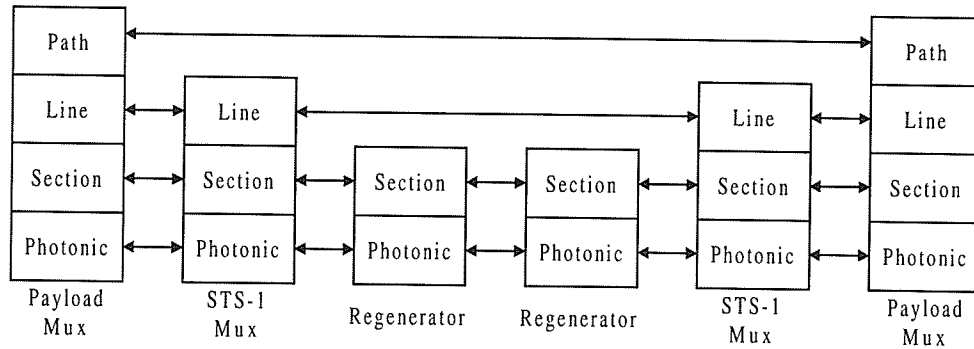 Path
Path
Line
Line
Line
Line
Section
Section
Section
Section
Section
Section
Photonic
Photonic
Photonic
Photonic
Photonic
Photonic
Payload
Mux
STS-1
Mux
Regenerator
Regenerator
STS-1
Mux
Payload
Mux